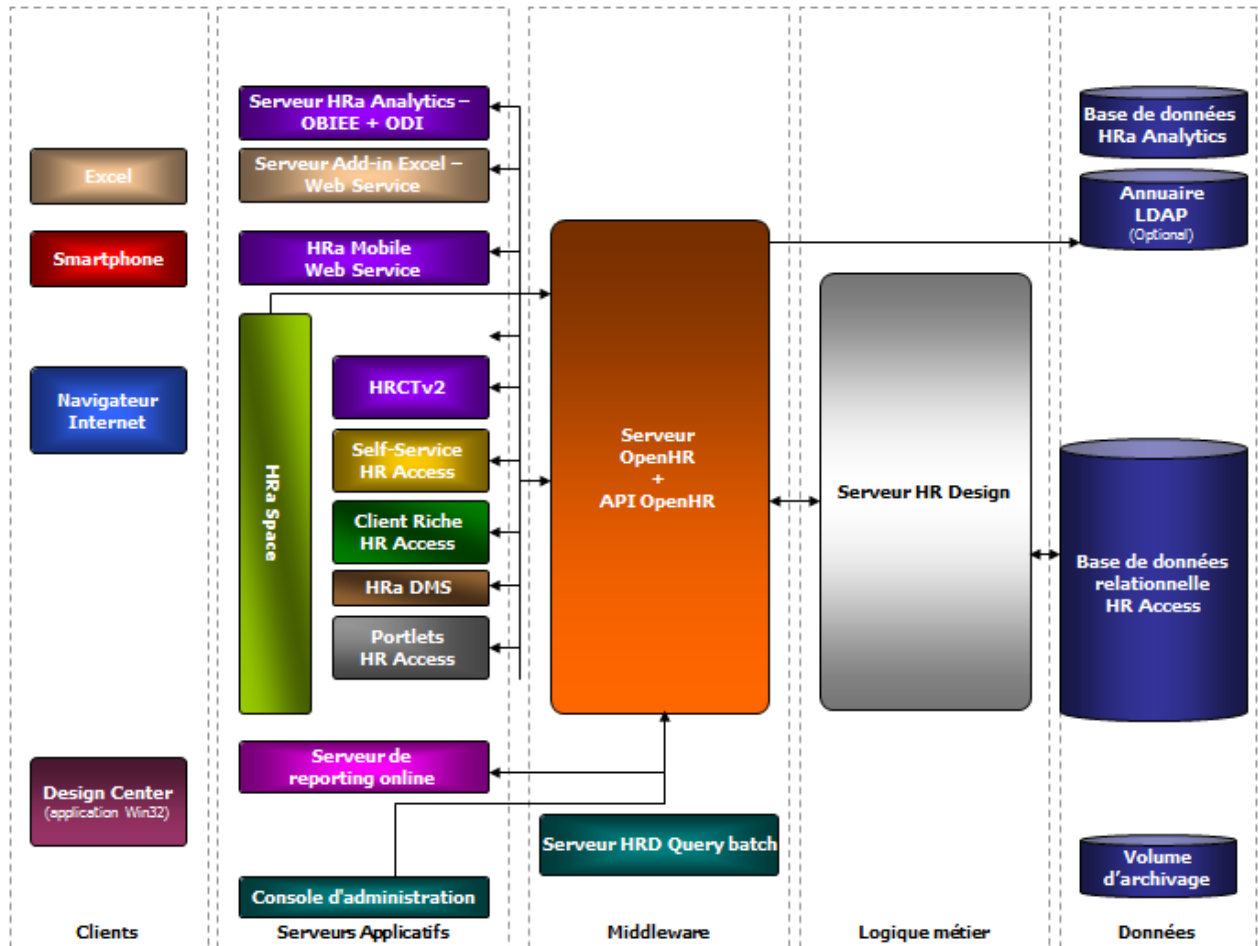 Excel
Smartphone
Navigateur
Internet
Design Center
(application Win32)
Clients
Serveur HRa Analytics –
OBIEE + ODI
Serveur Add-in Excel –
Web Service
HRa Mobile
Web Service
HRa Space
HRCTv2
Self-Service
HR Access
Client Riche
HR Access
HRa DMS
Portlets
HR Access
Serveur de
reporting online
Console d'administration
Serveurs Applicatifs
Serveur
OpenHR
+
API OpenHR
Serveur HRD Query batch
Middleware
Serveur HR Design
Logique métier
Base de données
HRa Analytics
Annuaire
LDAP
(Optional)
Base de données
relationnelle
HR Access
Volume
d’archivage
Données